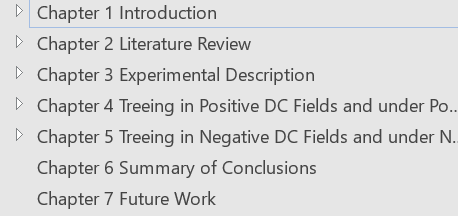 Chapter 1 Introduction
Chapter 2 Literature Review
Chapter 3 Experimental Description
Chapter 4 Treeing in Positive DC Fields and under Po...
Chapter 5 Treeing in Negative DC Fields and under N...
Chapter 6 Summary of Conclusions
Chapter 7 Future Work